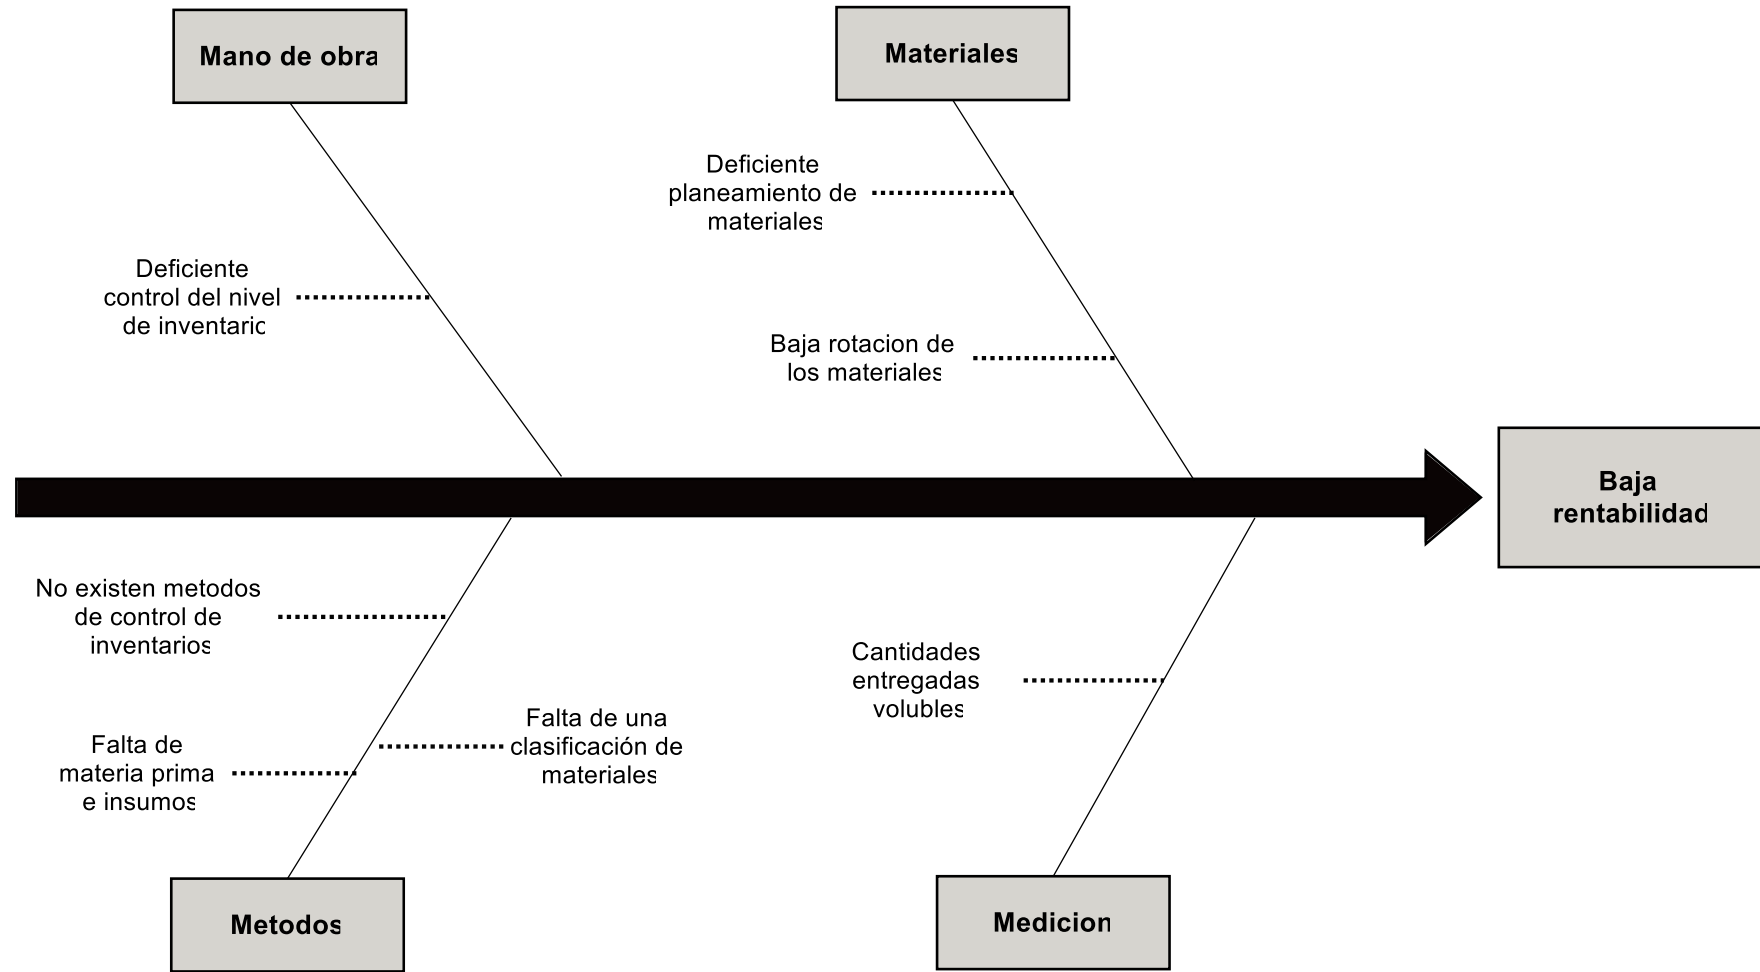 Mano de obra
Materiales
Deficiente
planeamiento de
materiales
Deficiente
control del nivel
de inventario
Baja rotacion de
los materiales
Baja
rentabilidad
No existen metodos
de control de
inventarios
Cantidades
entregadas
volubles
Falta de una
clasificación de
materiales
Falta de
materia prima
e insumos
Metodos
Medicion